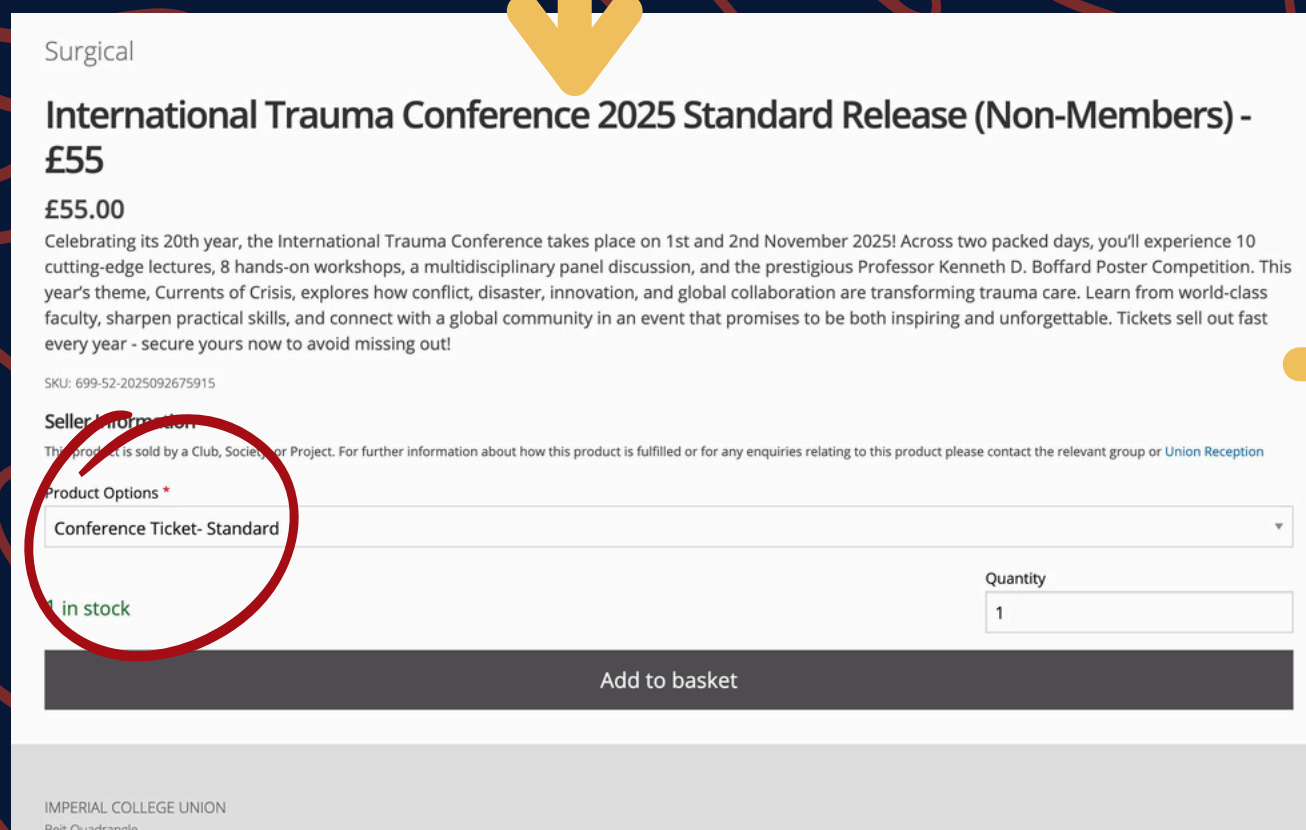 Surgical
International Trauma Conference 2025 Standard Release (Non-Members) -
£55
£55.00
Celebrating its 20th year, the International Trauma Conference takes place on 1st and 2nd November 2025! Across two packed days, you’ll experience 10
cutting-edge lectures, 8 hands-on workshops, a multidisciplinary panel discussion, and the prestigious Professor Kenneth D. Boffard Poster Competition. This
year’s theme, Currents of Crisis, explores how conflict, disaster, innovation, and global collaboration are transforming trauma care. Learn from world-class
faculty, sharpen practical skills, and connect with a global community in an event that promises to be both inspiring and unforgettable. Tickets sell out fast
every year - secure yours now to avoid missing out!
SKU: 699-52-2025092675915
Seller Information
This product is sold by a Club, Society or Project. For further information about how this product is fulfilled or for any enquiries relating to this product please contact the relevant group or Union Reception
Product Options *
Conference Ticket- Standard
Quantity
in stock
1
Add to basket
IMPERIAL COLLEGE UNION
Beit Quadrangle